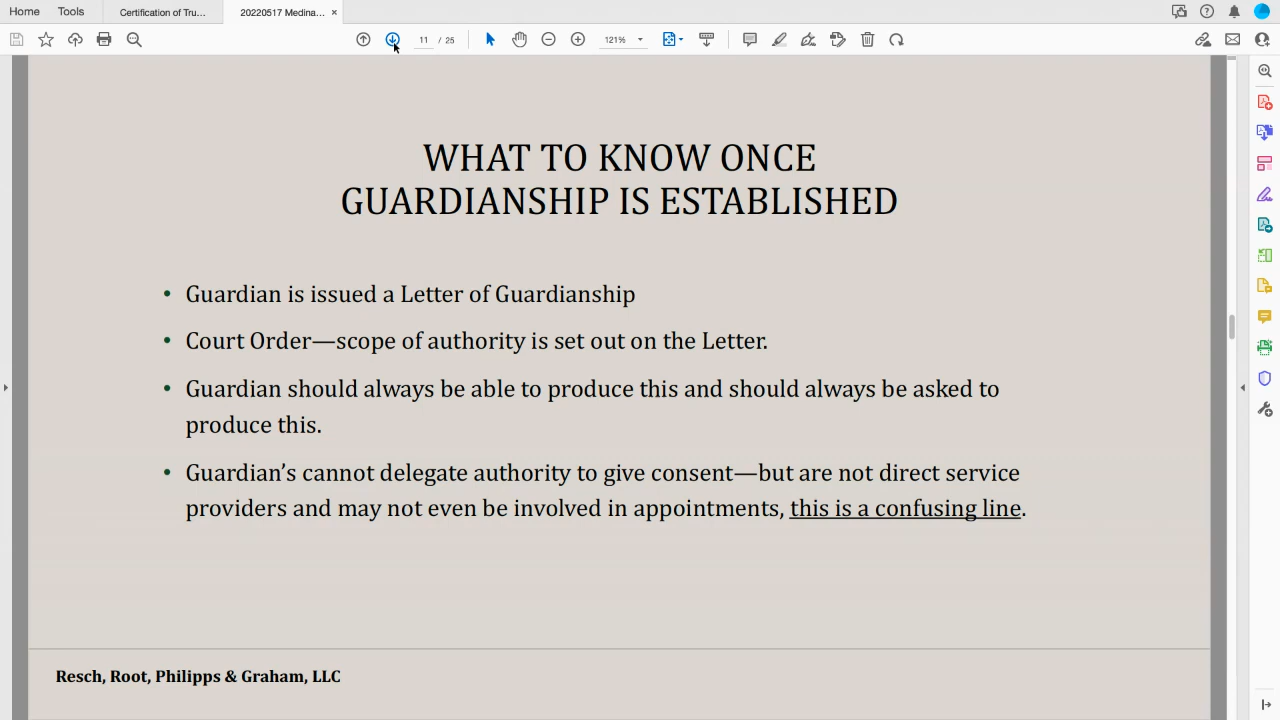 Home
Tools
Certification of Tru...
20220517 Medina... ×
11 / 25
121%
WHAT TO KNOW ONCE
GUARDIANSHIP IS ESTABLISHED
• Guardian is issued a Letter of Guardianship
• Court Order—scope of authority is set out on the Letter.
• Guardian should always be able to produce this and should always be asked to
produce this.
• Guardian’s cannot delegate authority to give consent—but are not direct service
providers and may not even be involved in appointments, this is a confusing line.
Resch, Root, Philipps & Graham, LLC